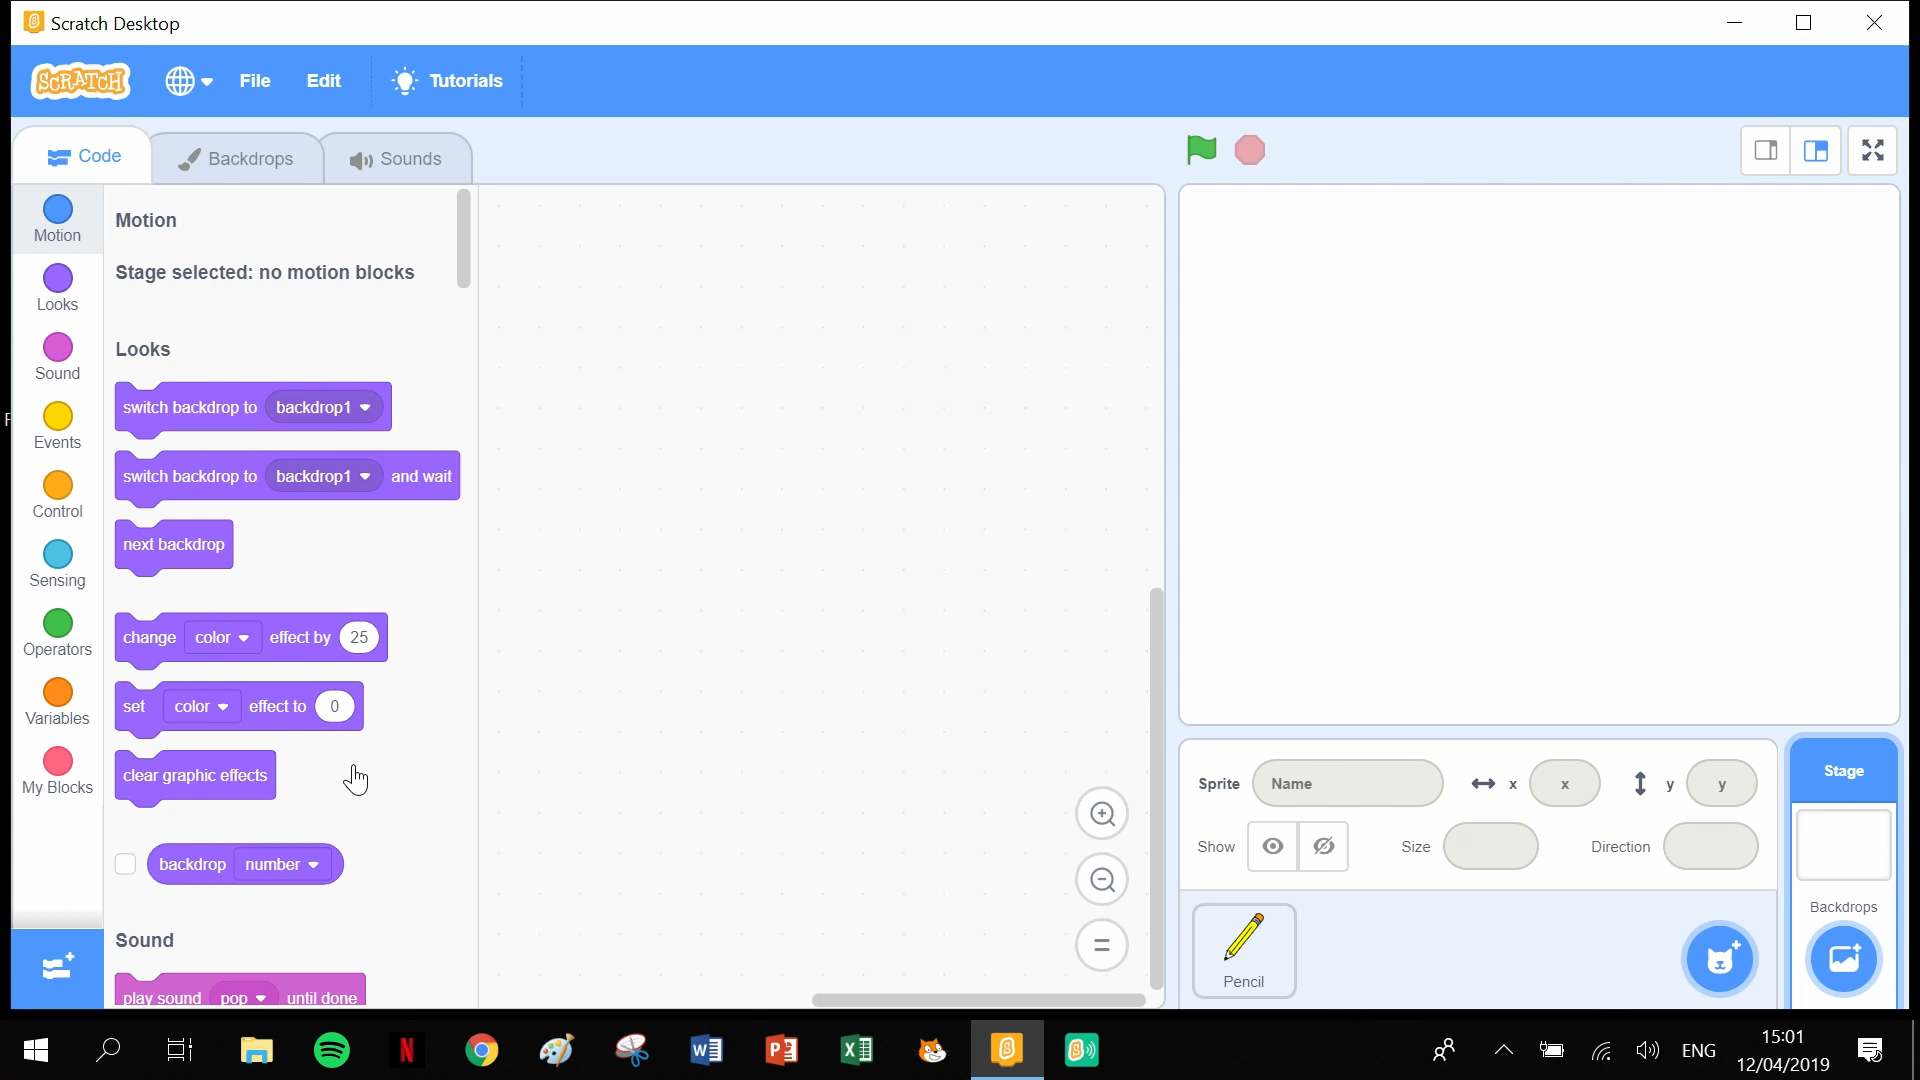 Scratch Desktop
SCRATCH File Edit Tutorials
Code Backdrops Sounds
Motion
Looks
Sound
Events
Control
Sensing
Operators
Variables
My Blocks
Motion
Stage selected: no motion blocks
Looks
switch backdrop to backdrop1
switch backdrop to backdrop1 and wait
next backdrop
change color effect by 25
set color effect to 0
clear graphic effects
backdrop number
Sound
play sound pop until done
Sprite Name x x y y
Show Size Direction
Pencil
Stage
Backdrops
ENG
15:01
12/04/2019